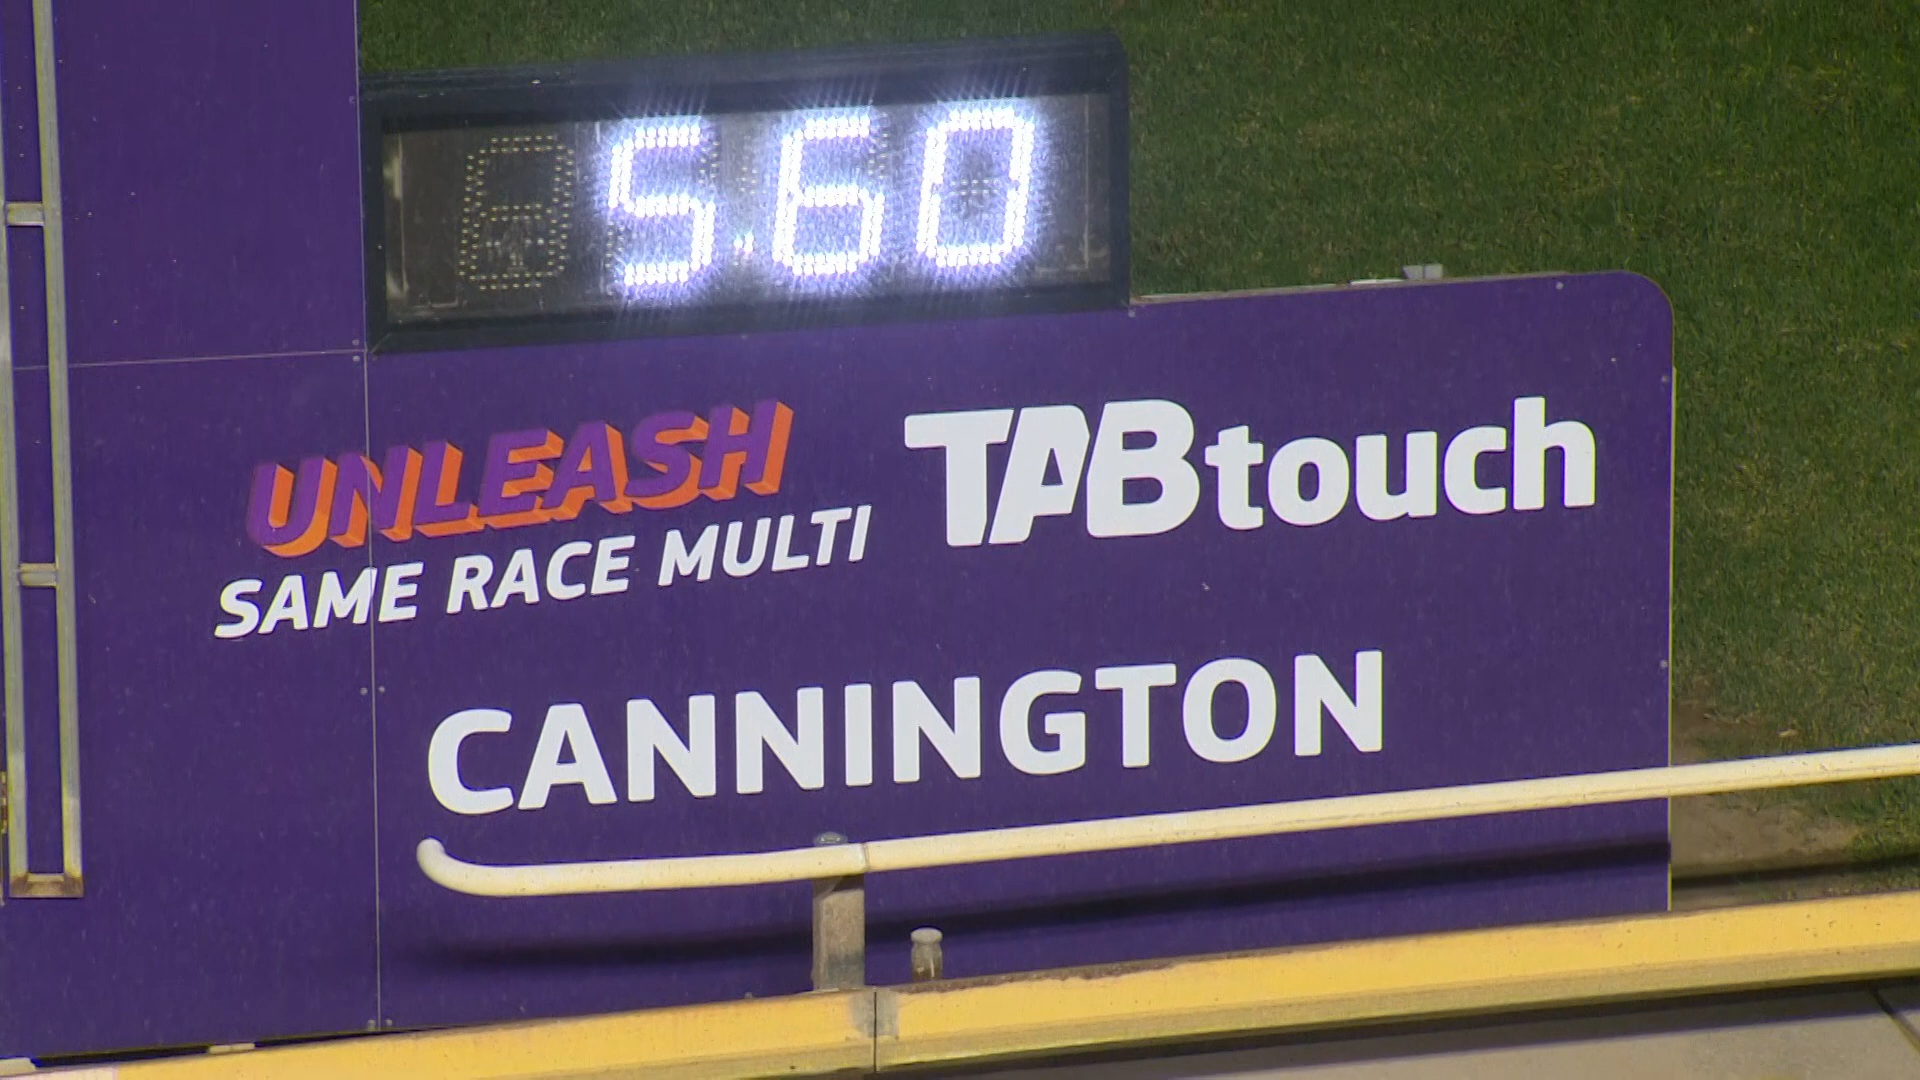 5.60
UNLEASH
SAME RACE MULTI
TABtouch
CANNINGTON